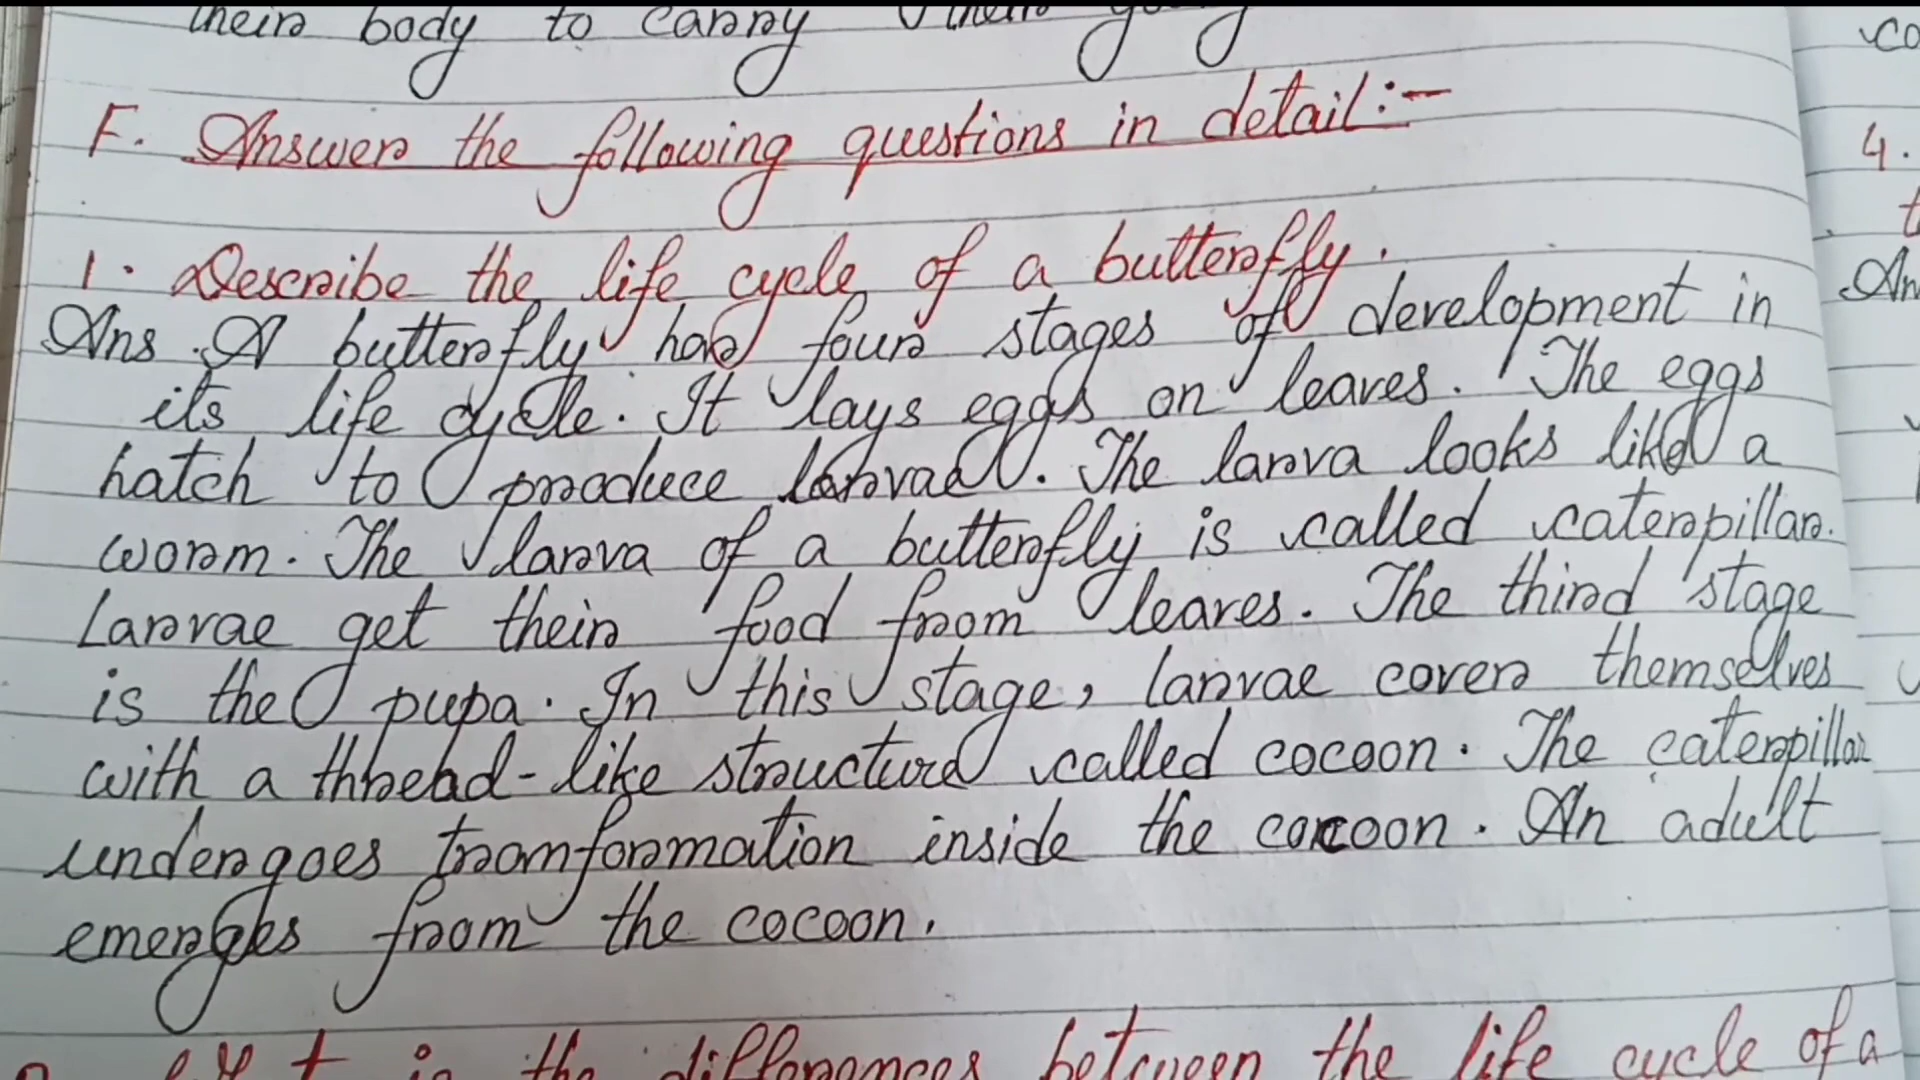 their body to carry their young
F. Answer the following questions in detail:-
1. Describe the life cycle of a butterfly.
Ans. A butterfly has four stages of development in
its life cycle. It lays eggs on leaves. The eggs
hatch to produce larvae. The larva looks like a
worm. The larva of a butterfly is called caterpillar.
Larvae get their food from leaves. The third stage
is the pupa. In this stage, larvae cover themselves
with a thread-like structure called cocoon. The caterpillar
undergoes tranformation inside the cocoon. An adult
emerges from the cocoon.
is the differences between the life cycle of a
co
4.
t
An